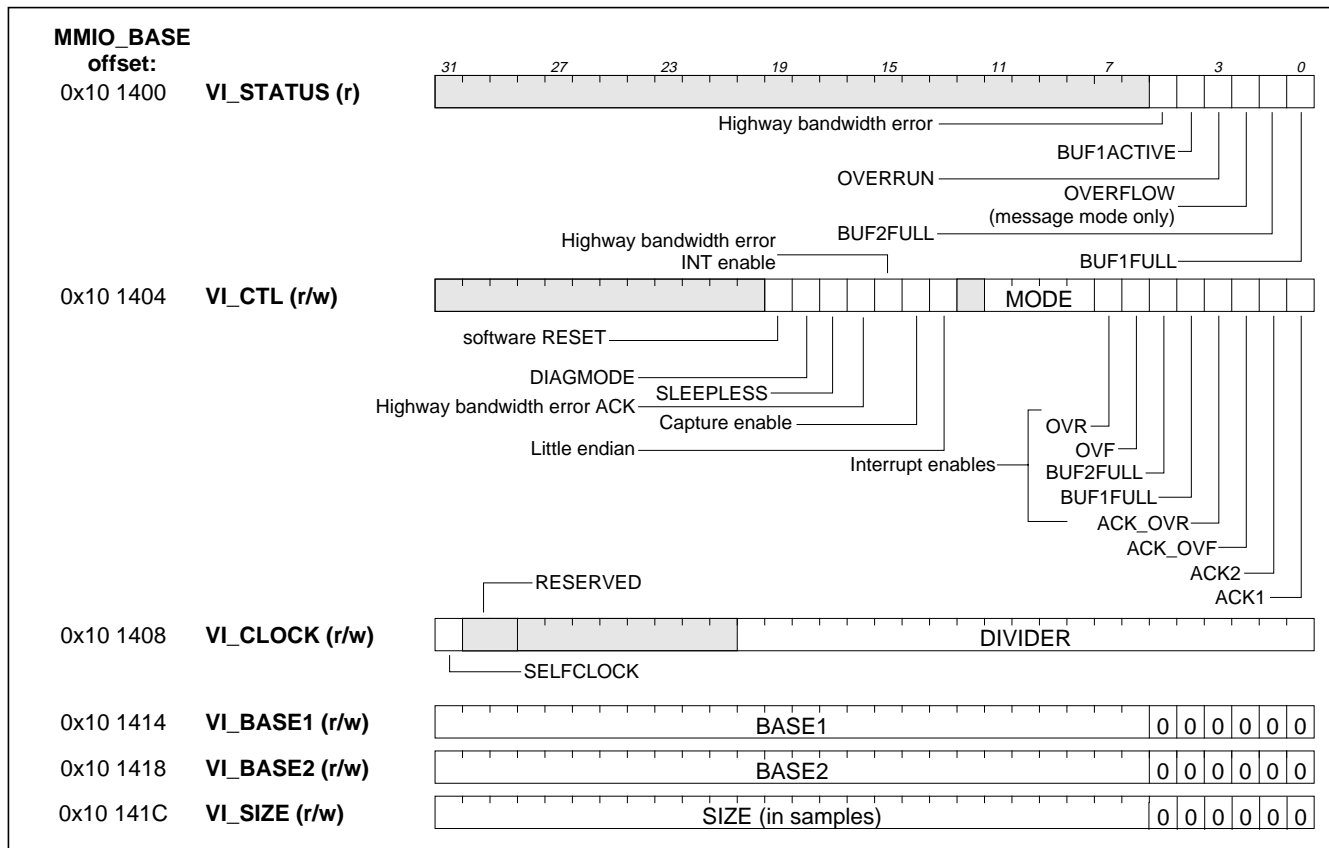 MMIO_BASE
offset:
31 27 23 19 15 11 7 3 0
0x10 1400 VI_STATUS (r)
Highway bandwidth error
BUF1ACTIVE
OVERRUN
OVERFLOW
(message mode only)
BUF2FULL
Highway bandwidth error
INT enable
BUF1FULL
0x10 1404 VI_CTL (r/w) MODE
software RESET
DIAGMODE
SLEEPLESS
Highway bandwidth error ACK
Capture enable
OVR
Little endian
OVF
Interrupt enables
BUF2FULL
BUF1FULL
ACK_OVR
ACK_OVF
ACK2
RESERVED
ACK1
0x10 1408 VI_CLOCK (r/w) DIVIDER
SELFCLOCK
0x10 1414 VI_BASE1 (r/w) BASE1 0 0 0 0 0 0
0x10 1418 VI_BASE2 (r/w) BASE2 0 0 0 0 0 0
0x10 141C VI_SIZE (r/w) SIZE (in samples) 0 0 0 0 0 0